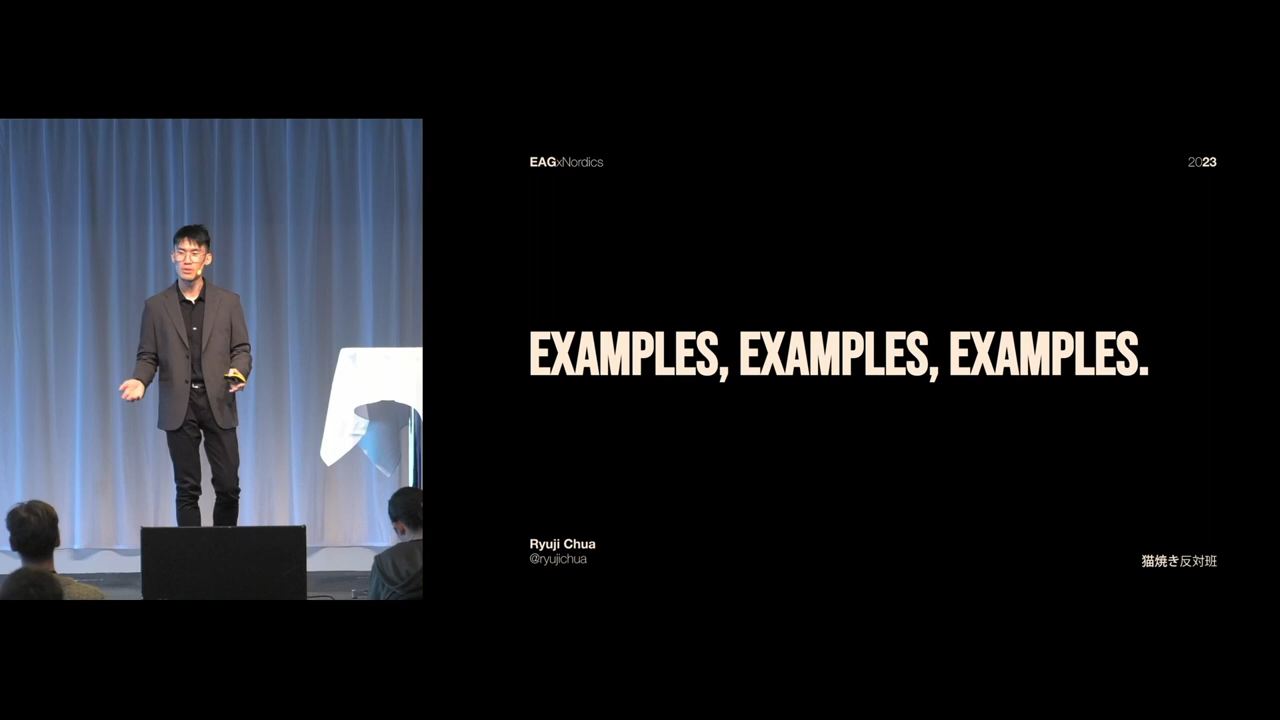 EAGxNordics
2023
EXAMPLES, EXAMPLES, EXAMPLES.
Ryuji Chua
@ryujichua
猫焼き反対班